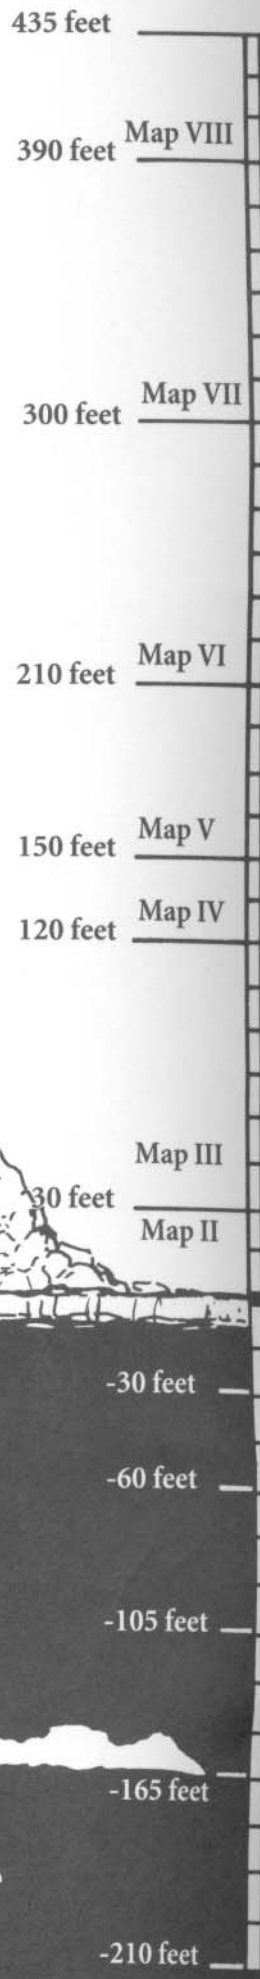 435 feet
Map VIII
390 feet
Map VII
300 feet
Map VI
210 feet
Map V
150 feet
Map IV
120 feet
Map III
30 feet
Map II
-30 feet
-60 feet
-105 feet
-165 feet
-210 feet